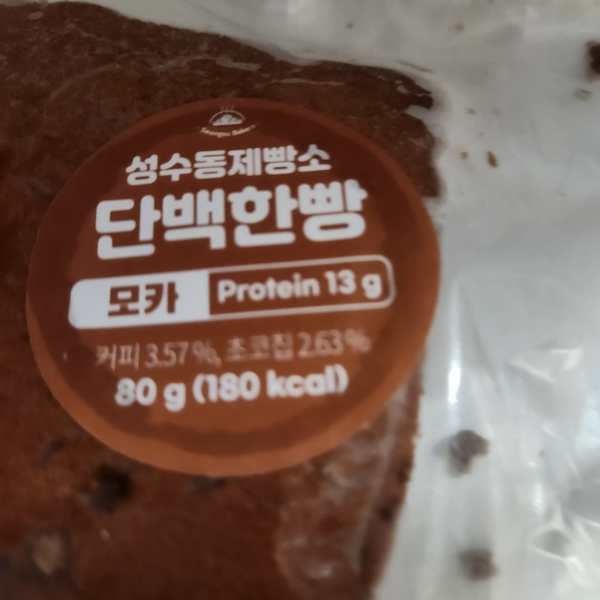 성수동제빵소
단백한빵
모카 Protein 13 g
커피 3.57%, 초코칩 2.63%
80 g (180 kcal)